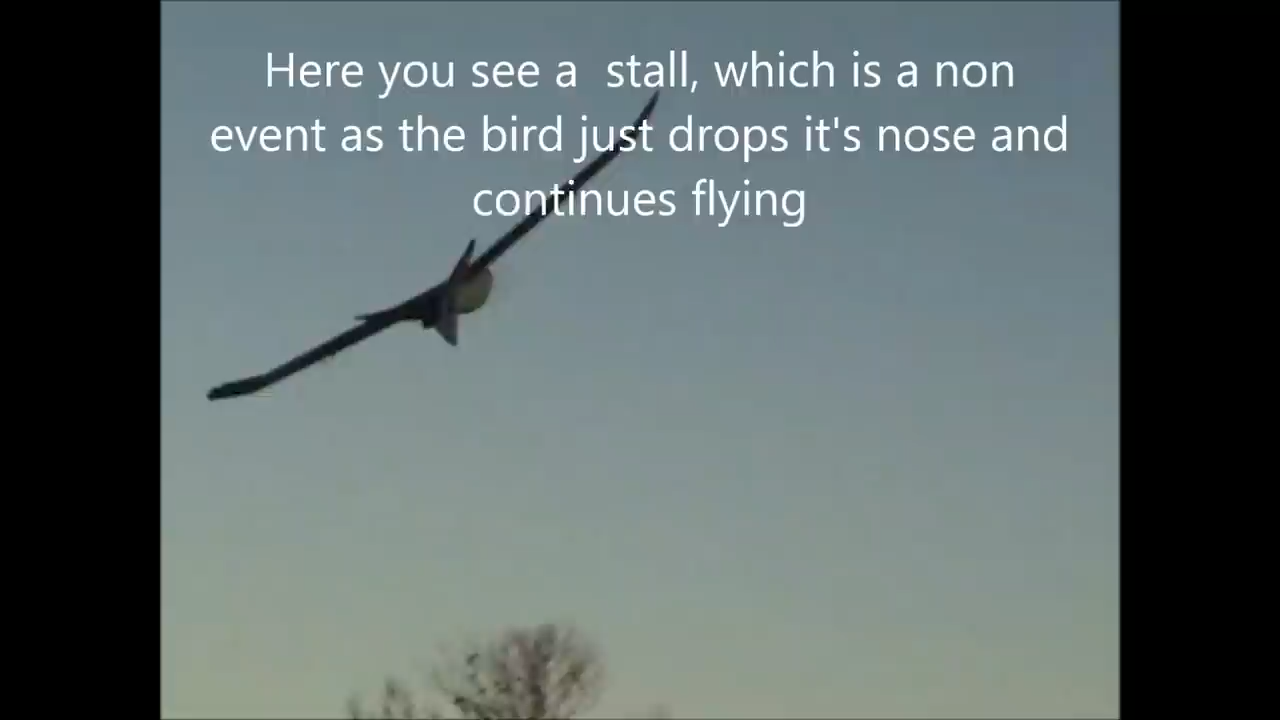 Here you see a  stall, which is a non
event as the bird just drops it's nose and
continues flying